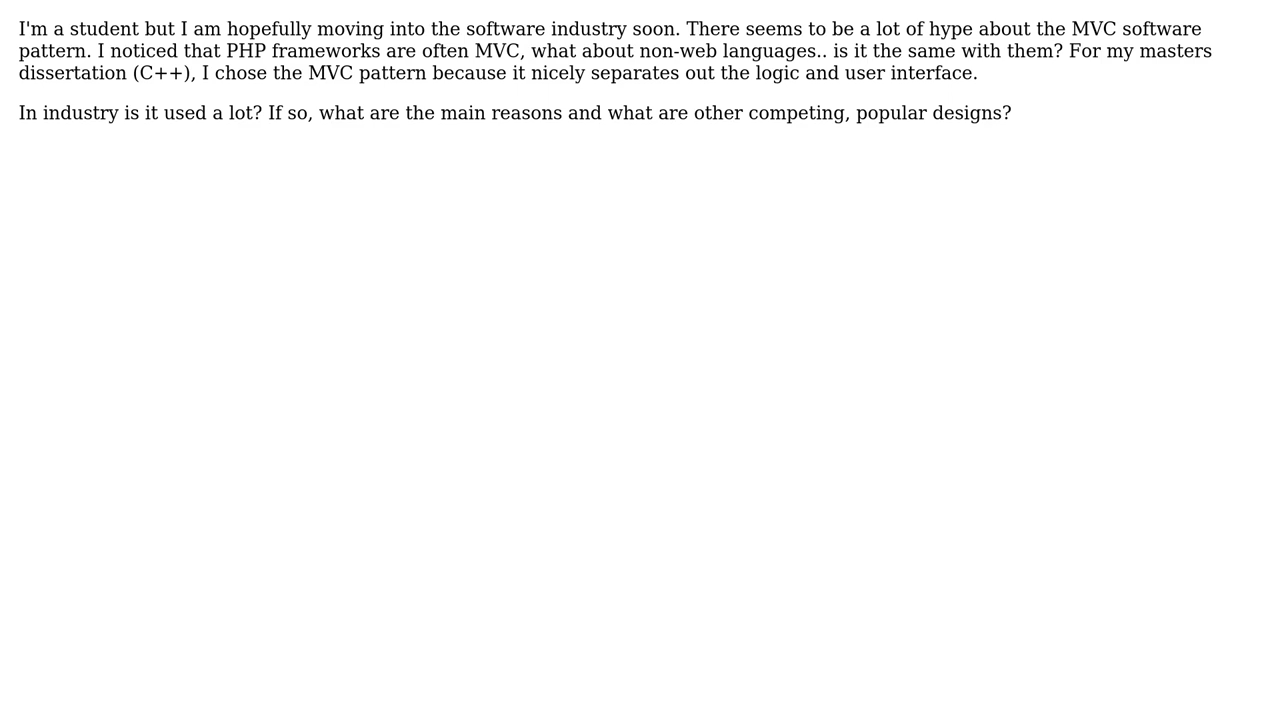 I'm a student but I am hopefully moving into the software industry soon. There seems to be a lot of hype about the MVC software
pattern. I noticed that PHP frameworks are often MVC, what about non-web languages.. is it the same with them? For my masters
dissertation (C++), I chose the MVC pattern because it nicely separates out the logic and user interface.
In industry is it used a lot? If so, what are the main reasons and what are other competing, popular designs?